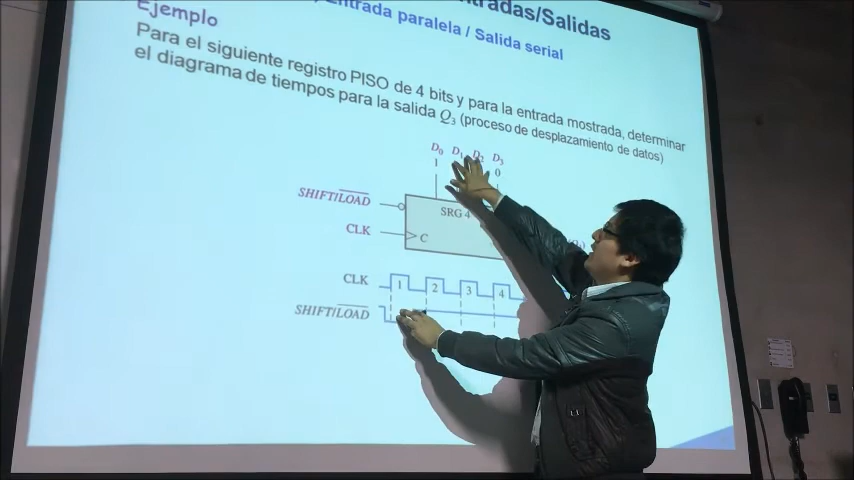 Entradas/Salidas
Entrada paralela / Salida serial
Ejemplo
Para el siguiente registro PISO de 4 bits y para la entrada mostrada, determinar
el diagrama de tiempos para la salida Q3 (proceso de desplazamiento de datos)
D0 D1 D2 D3
1 0
SHIFT/LOAD
SRG 4
CLK
C
CLK 1 2 3 4
SHIFT/LOAD